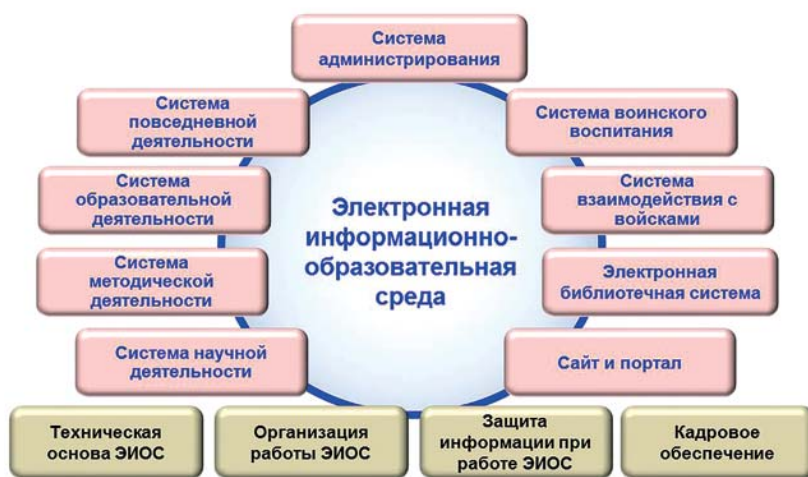 Система
администрирования
Система
повседневной
деятельности
Система воинского
воспитания
Система
образовательной
деятельности
Система
взаимодействия с
войсками
Электронная
информационно-
образовательная
среда
Система
методической
деятельности
Электронная
библиотечная система
Система научной
деятельности
Сайт и портал
Техническая
основа ЭИОС
Организация
работы ЭИОС
Защита
информации при
работе ЭИОС
Кадровое
обеспечение